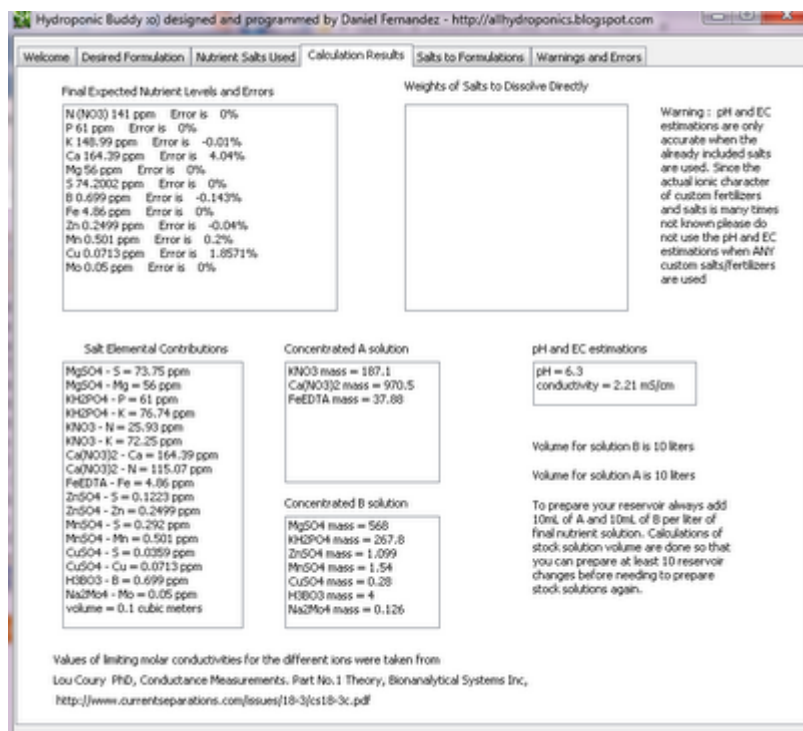 Hydroponic Buddy :o) designed and programmed by Daniel Fernandez - http://allhydroponics.blogspot.com
Welcome Desired Formulation Nutrient Salts Used Calculation Results Salts to Formulations Warnings and Errors
Final Expected Nutrient Levels and Errors
N (NO3) 141 ppm Error is 0%
P 61 ppm Error is 0%
K 148.99 ppm Error is -0.01%
Ca 164.39 ppm Error is 4.04%
Mg 56 ppm Error is 0%
S 74.2002 ppm Error is 0%
B 0.699 ppm Error is -0.143%
Fe 4.86 ppm Error is 0%
Zn 0.2499 ppm Error is -0.04%
Mn 0.501 ppm Error is 0.2%
Cu 0.0713 ppm Error is 1.8571%
Mo 0.05 ppm Error is 0%
Weights of Salts to Dissolve Directly
Warning : pH and EC
estimations are only
accurate when the
already included salts
are used. Since the
actual ionic character
of custom fertilizers
and salts is many times
not known please do
not use the pH and EC
estimations when ANY
custom salts/fertilizers
are used
Salt Elemental Contributions
MgSO4 - S = 73.75 ppm
MgSO4 - Mg = 56 ppm
KH2PO4 - P = 61 ppm
KH2PO4 - K = 76.74 ppm
KNO3 - N = 25.93 ppm
KNO3 - K = 72.25 ppm
Ca(NO3)2 - Ca = 164.39 ppm
Ca(NO3)2 - N = 115.07 ppm
FeEDTA - Fe = 4.86 ppm
ZnSO4 - S = 0.1223 ppm
ZnSO4 - Zn = 0.2499 ppm
MnSO4 - S = 0.292 ppm
MnSO4 - Mn = 0.501 ppm
CuSO4 - S = 0.0359 ppm
CuSO4 - Cu = 0.0713 ppm
H3BO3 - B = 0.699 ppm
Na2Mo4 - Mo = 0.05 ppm
volume = 0.1 cubic meters
Concentrated A solution
KNO3 mass = 187.1
Ca(NO3)2 mass = 970.5
FeEDTA mass = 37.88
Concentrated B solution
MgSO4 mass = 568
KH2PO4 mass = 267.8
ZnSO4 mass = 1.099
MnSO4 mass = 1.54
CuSO4 mass = 0.28
H3BO3 mass = 4
Na2Mo4 mass = 0.126
pH and EC estimations
pH = 6.3
conductivity = 2.21 mS/cm
Volume for solution B is 10 liters
Volume for solution A is 10 liters
To prepare your reservoir always add
10mL of A and 10mL of B per liter of
final nutrient solution. Calculations of
stock solution volume are done so that
you can prepare at least 10 reservoir
changes before needing to prepare
stock solutions again.
Values of limiting molar conductivities for the different ions were taken from
Lou Coury PhD, Conductance Measurements. Part No.1 Theory, Bionanalytical Systems Inc,
http://www.currentseparations.com/issues/18-3/cs18-3c.pdf